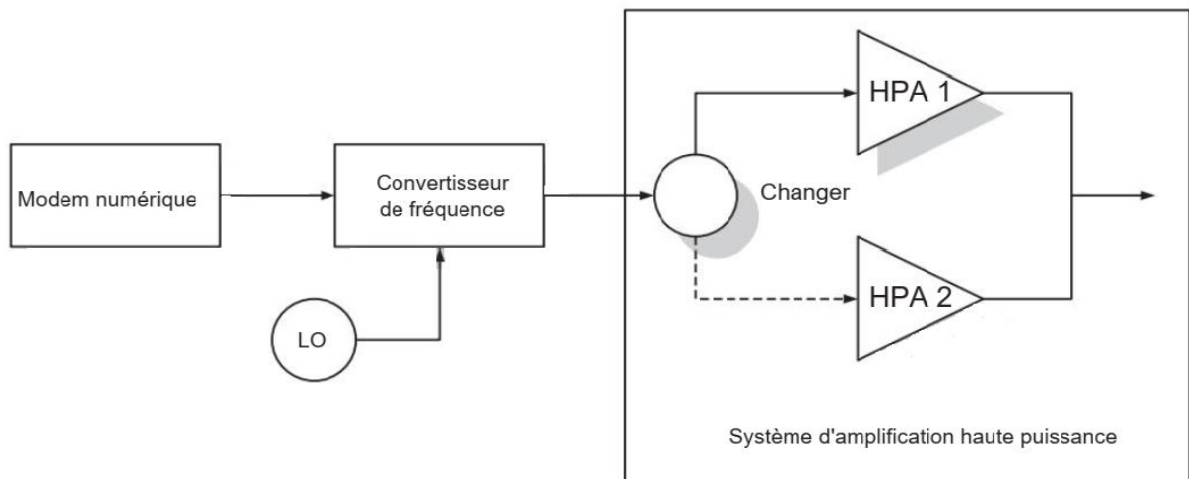 HPA 1
Modem numérique
Convertisseur
de fréquence
Changer
LO
HPA 2
Système d'amplification haute puissance